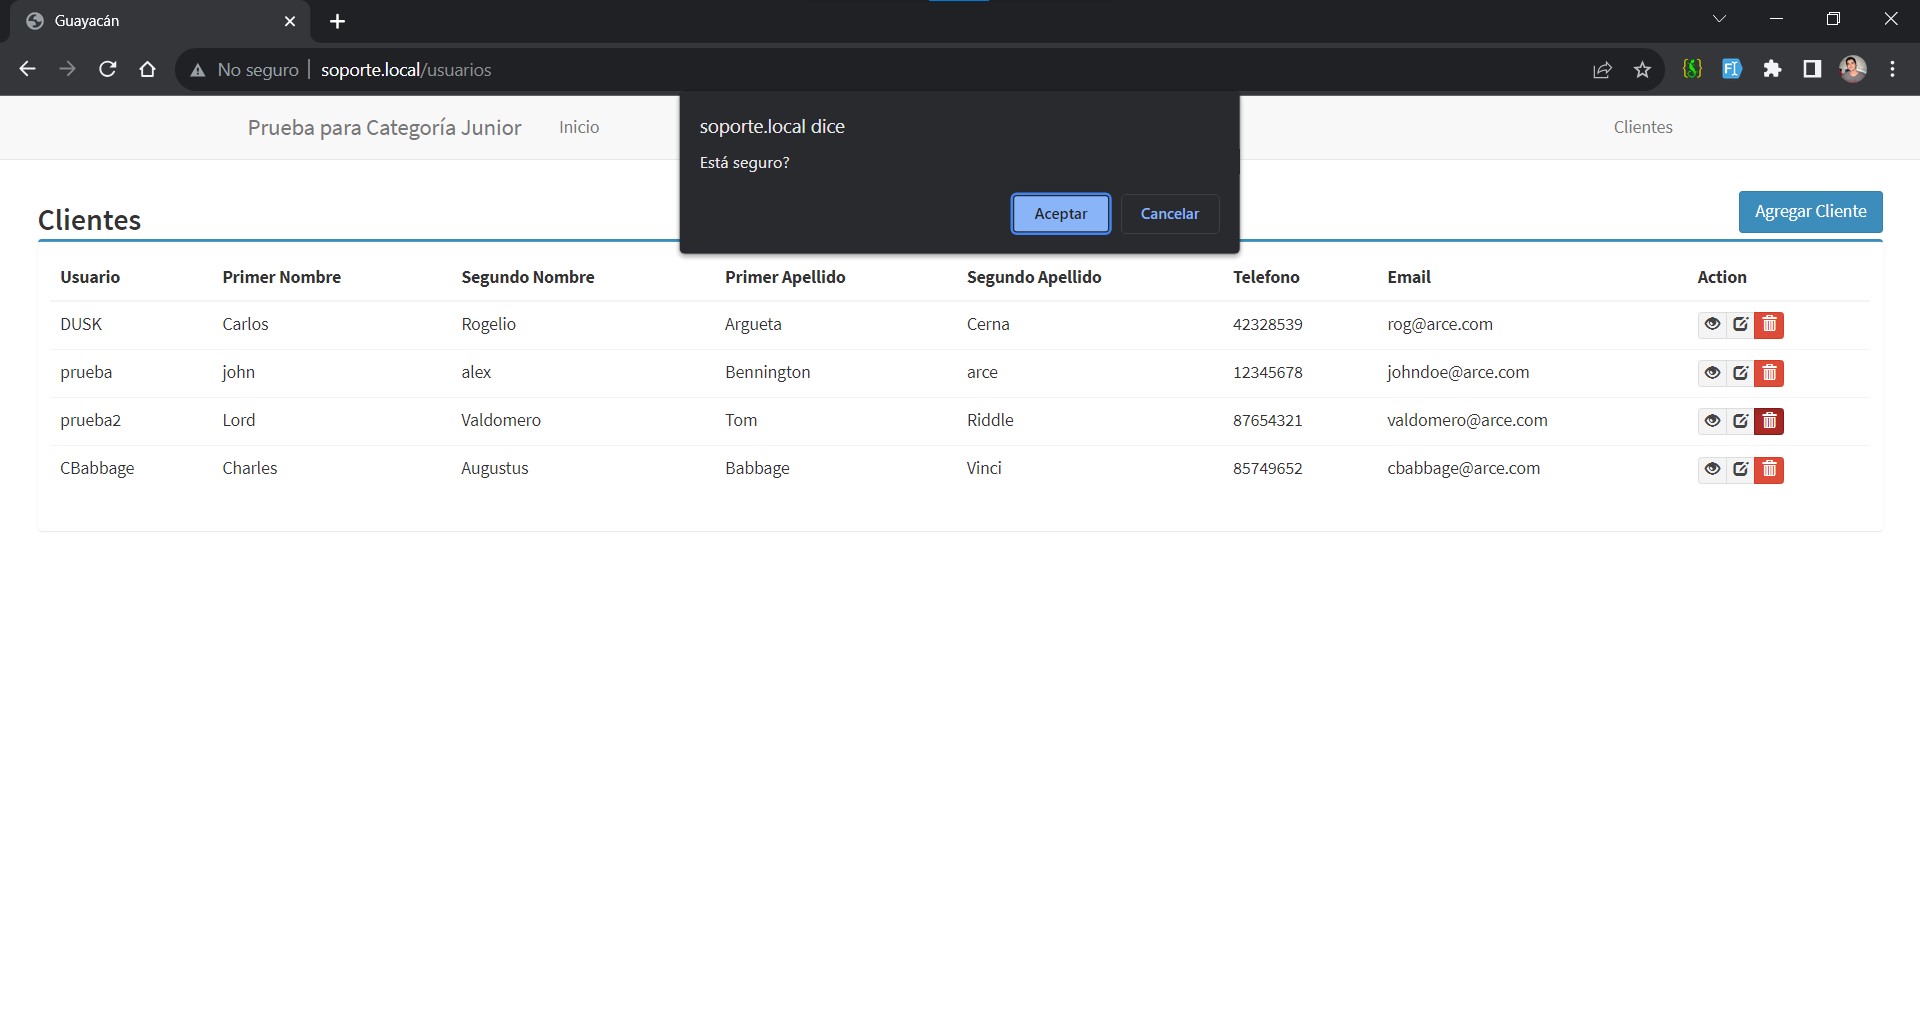 Guayacán
No seguro
soporte.local/usuarios
Prueba para Categoría Junior
Inicio
Clientes
soporte.local dice
Está seguro?
Aceptar Cancelar
Clientes
Agregar Cliente
Usuario Primer Nombre Segundo Nombre Primer Apellido Segundo Apellido Telefono Email Action
DUSK Carlos Rogelio Argueta Cerna 42328539 rog@arce.com
prueba john alex Bennington arce 12345678 johndoe@arce.com
prueba2 Lord Valdomero Tom Riddle 87654321 valdomero@arce.com
CBabbage Charles Augustus Babbage Vinci 85749652 cbabbage@arce.com